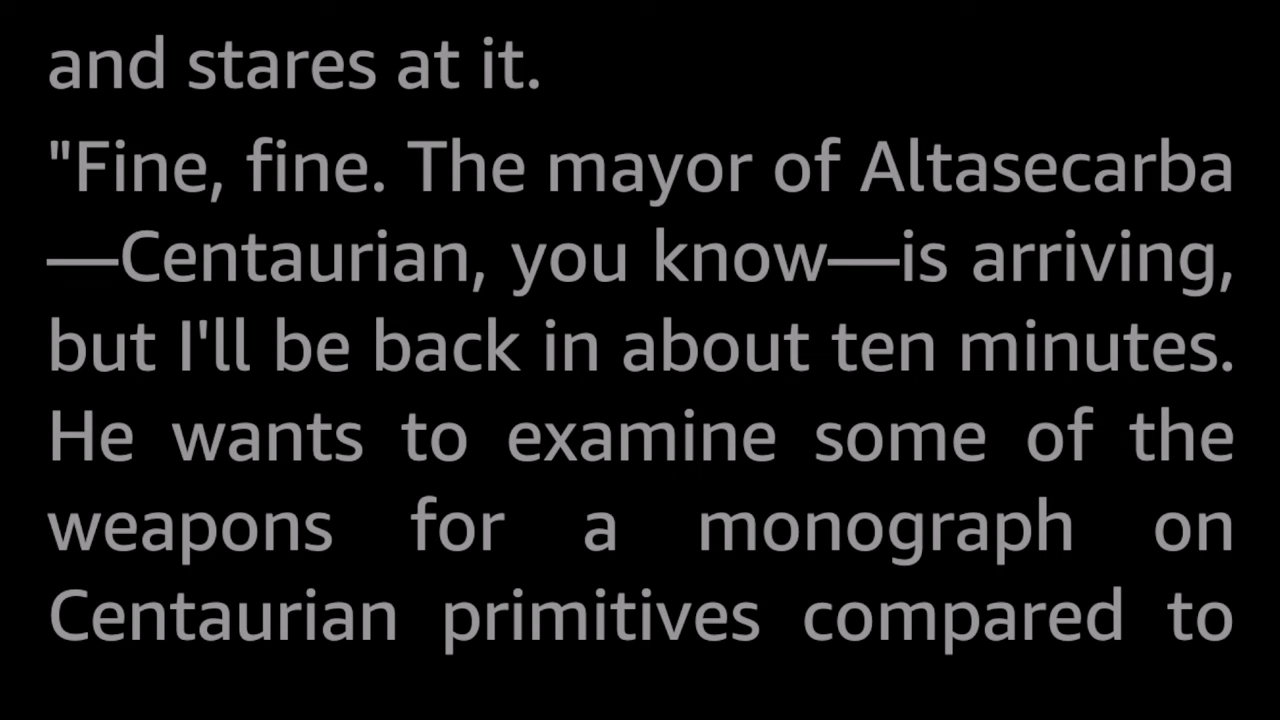 and stares at it.
"Fine, fine. The mayor of Altasecarba
—Centaurian, you know—is arriving,
but I'll be back in about ten minutes.
He wants to examine some of the
weapons for a monograph on
Centaurian primitives compared to